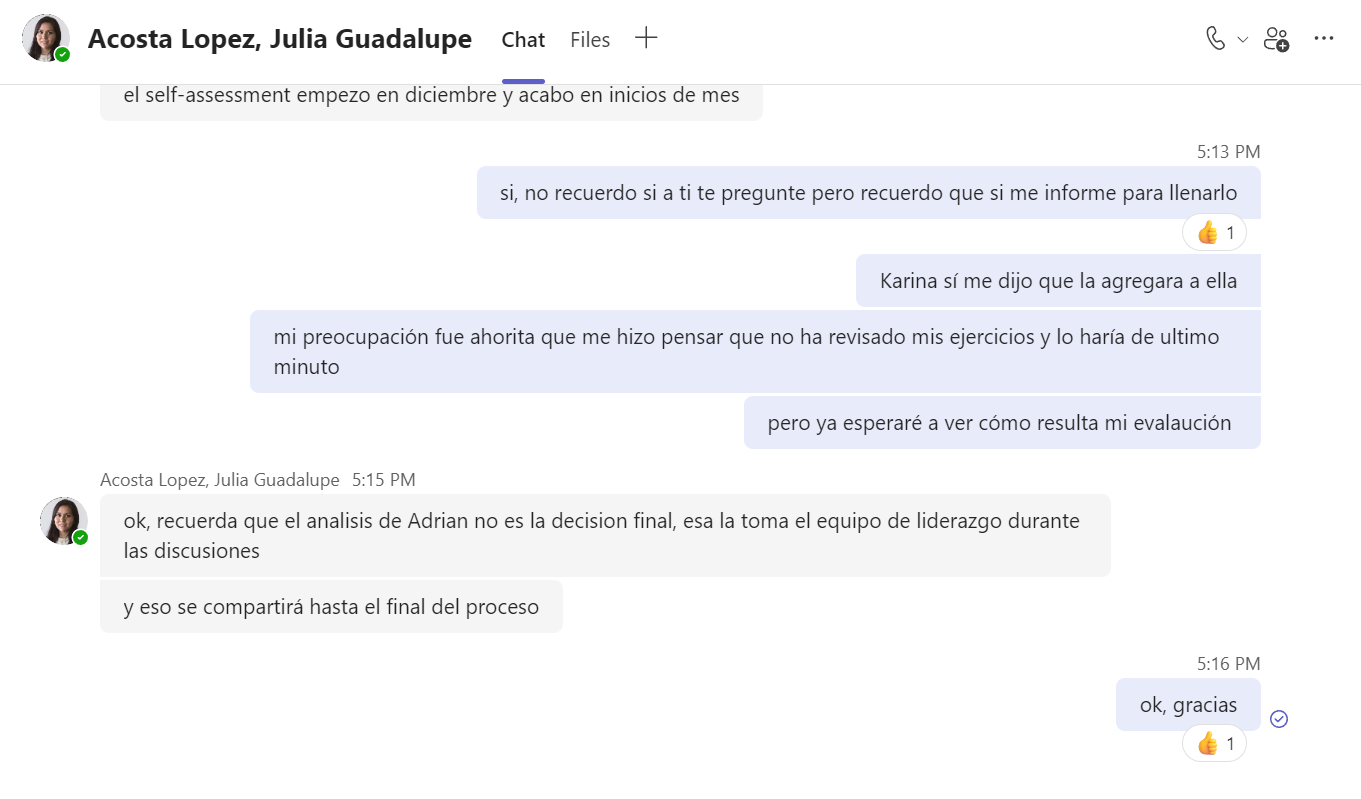 Acosta Lopez, Julia Guadalupe
Chat
Files
el self-assessment empezo en diciembre y acabo en inicios de mes
5:13 PM
si, no recuerdo si a ti te pregunte pero recuerdo que si me informe para llenarlo
1
Karina sí me dijo que la agregara a ella
mi preocupación fue ahorita que me hizo pensar que no ha revisado mis ejercicios y lo haría de ultimo
minuto
pero ya esperaré a ver cómo resulta mi evalaución
Acosta Lopez, Julia Guadalupe 5:15 PM
ok, recuerda que el analisis de Adrian no es la decision final, esa la toma el equipo de liderazgo durante
las discusiones
y eso se compartirá hasta el final del proceso
5:16 PM
ok, gracias
1